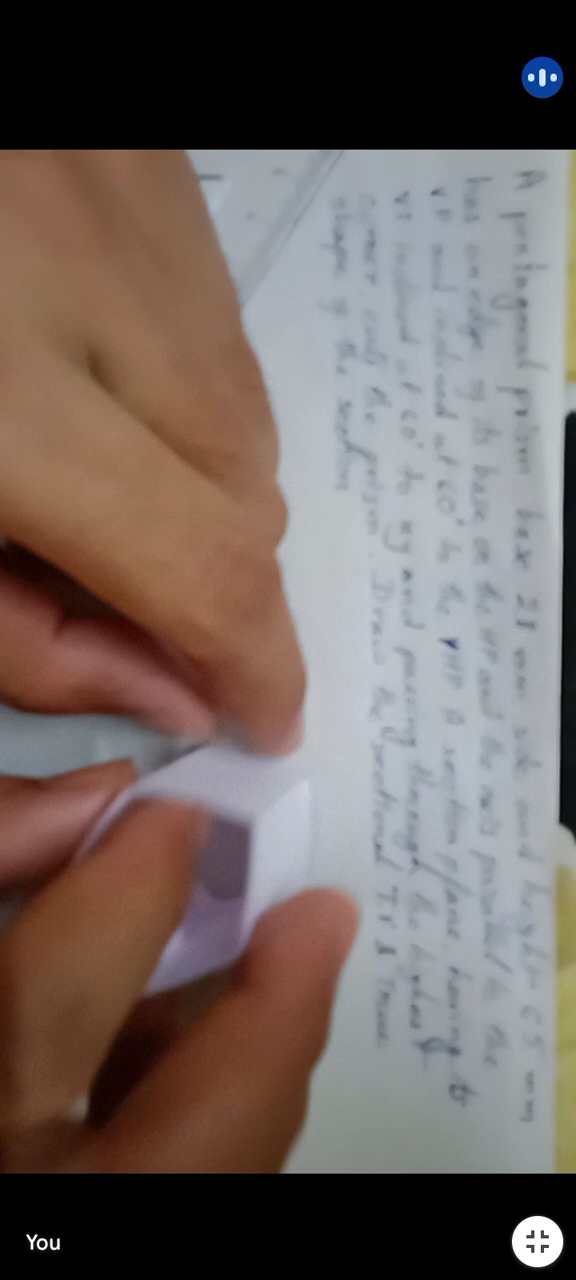 A pentagonal prism base 25 mm side and height 65 mm
has an edge of its base on the HP and the axis parallel to the
VP and inclined at 60° to the HP A section plane having
VT inclined at 60° to xy and passing through the highest
corner cuts the prism. Draw the sectional TV & True
shape of the section
You